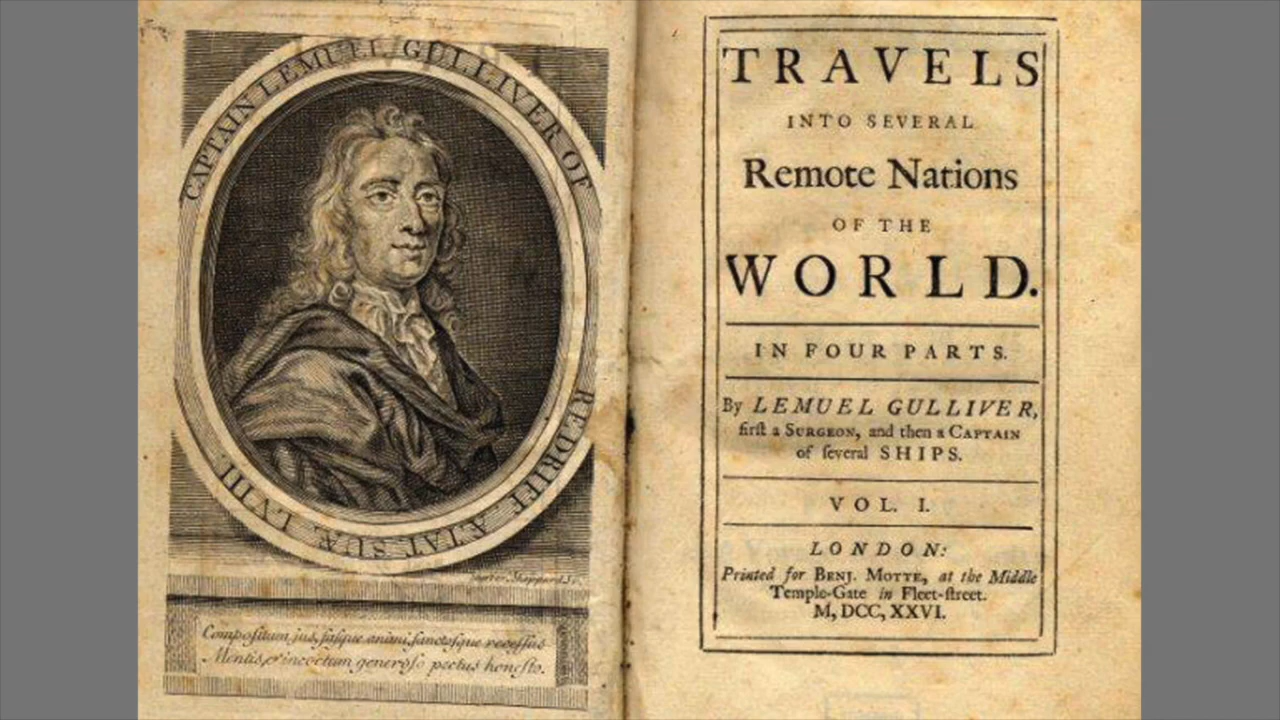 CAPTAIN LEMUEL GULLIVER OF
REDRIFF ÆTAT. SUÆ LVIII.
Sheppard Sc.
Compositum jus, fasque animi, sanctosque recessus
Mentis, et incoctum generoso pectus honesto.
TRAVELS
INTO SEVERAL
Remote Nations
OF THE
WORLD.
IN FOUR PARTS.
By LEMUEL GULLIVER,
first a SURGEON, and then a CAPTAIN
of several SHIPS.
VOL. I.
LONDON:
Printed for BENJ. MOTTE, at the Middle
Temple-Gate in Fleet-street.
M, DCC, XXVI.